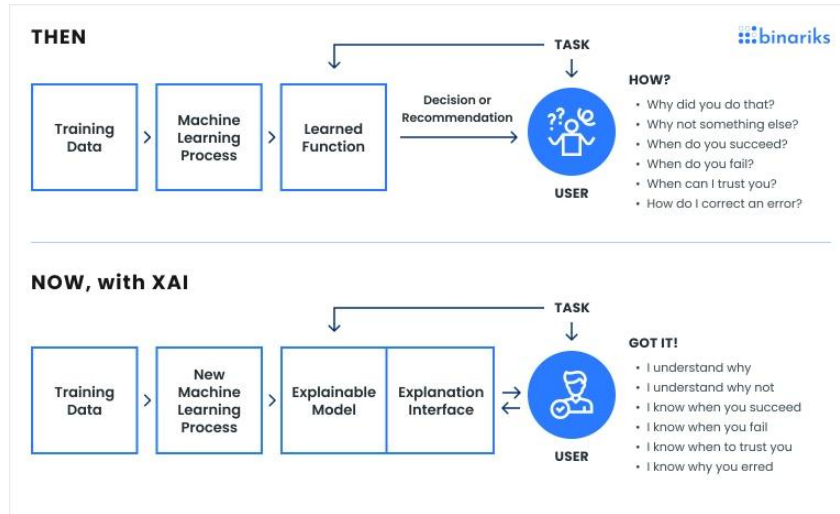 THEN
binariks
TASK
Training
Data
Machine
Learning
Process
Learned
Function
Decision or
Recommendation
??
USER
HOW?
• Why did you do that?
• Why not something else?
• When do you succeed?
• When do you fail?
• When can I trust you?
• How do I correct an error?
NOW, with XAI
TASK
Training
Data
New
Machine
Learning
Process
Explainable
Model
Explanation
Interface
USER
GOT IT!
• I understand why
• I understand why not
• I know when you succeed
• I know when you fail
• I know when to trust you
• I know why you erred